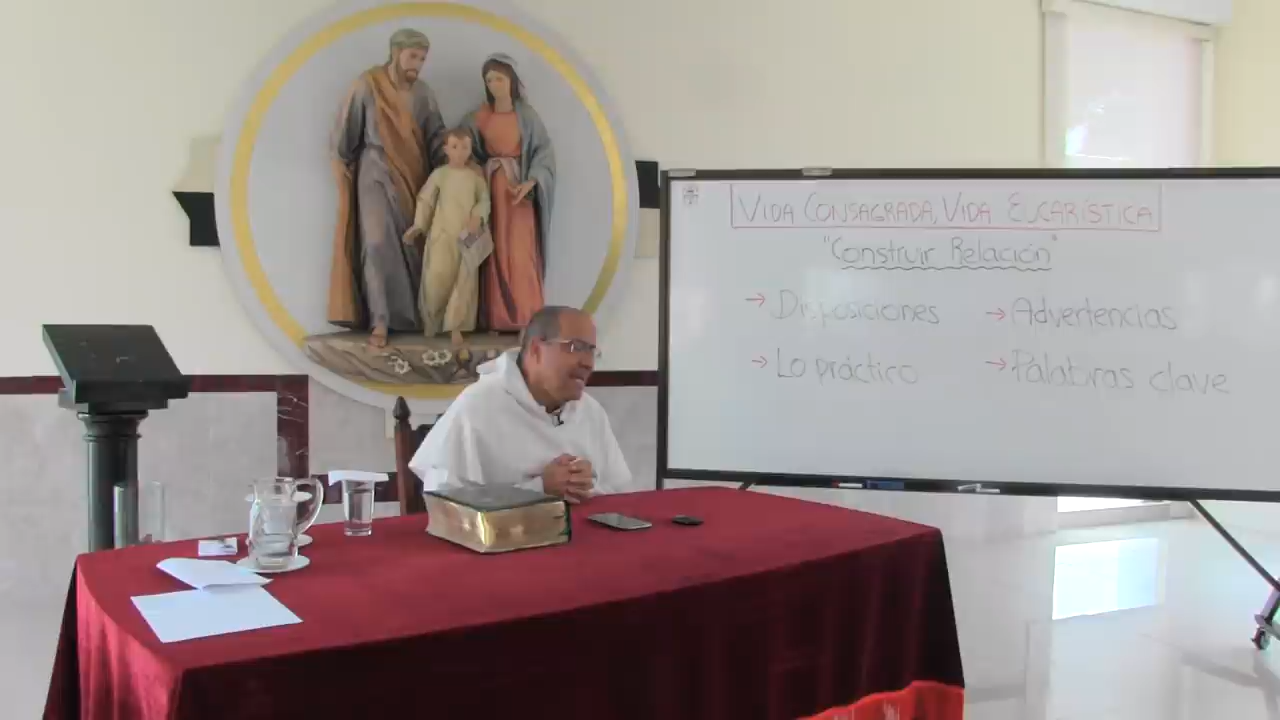 VIDA CONSAGRADA, VIDA EUCARÍSTICA
"Construir Relación"
→ Disposiciones → Advertencias
→ Lo práctico → Palabras clave